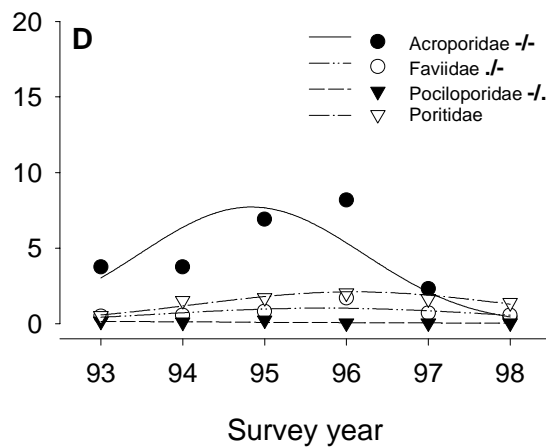 20
D
Acroporidae -/-
Faviidae ./-
Pociloporidae -/.
Poritidae
15
10
5
0
93 94 95 96 97 98
Survey year